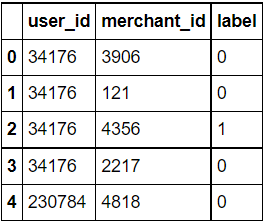 user_id merchant_id label
0 34176 3906 0
1 34176 121 0
2 34176 4356 1
3 34176 2217 0
4 230784 4818 0